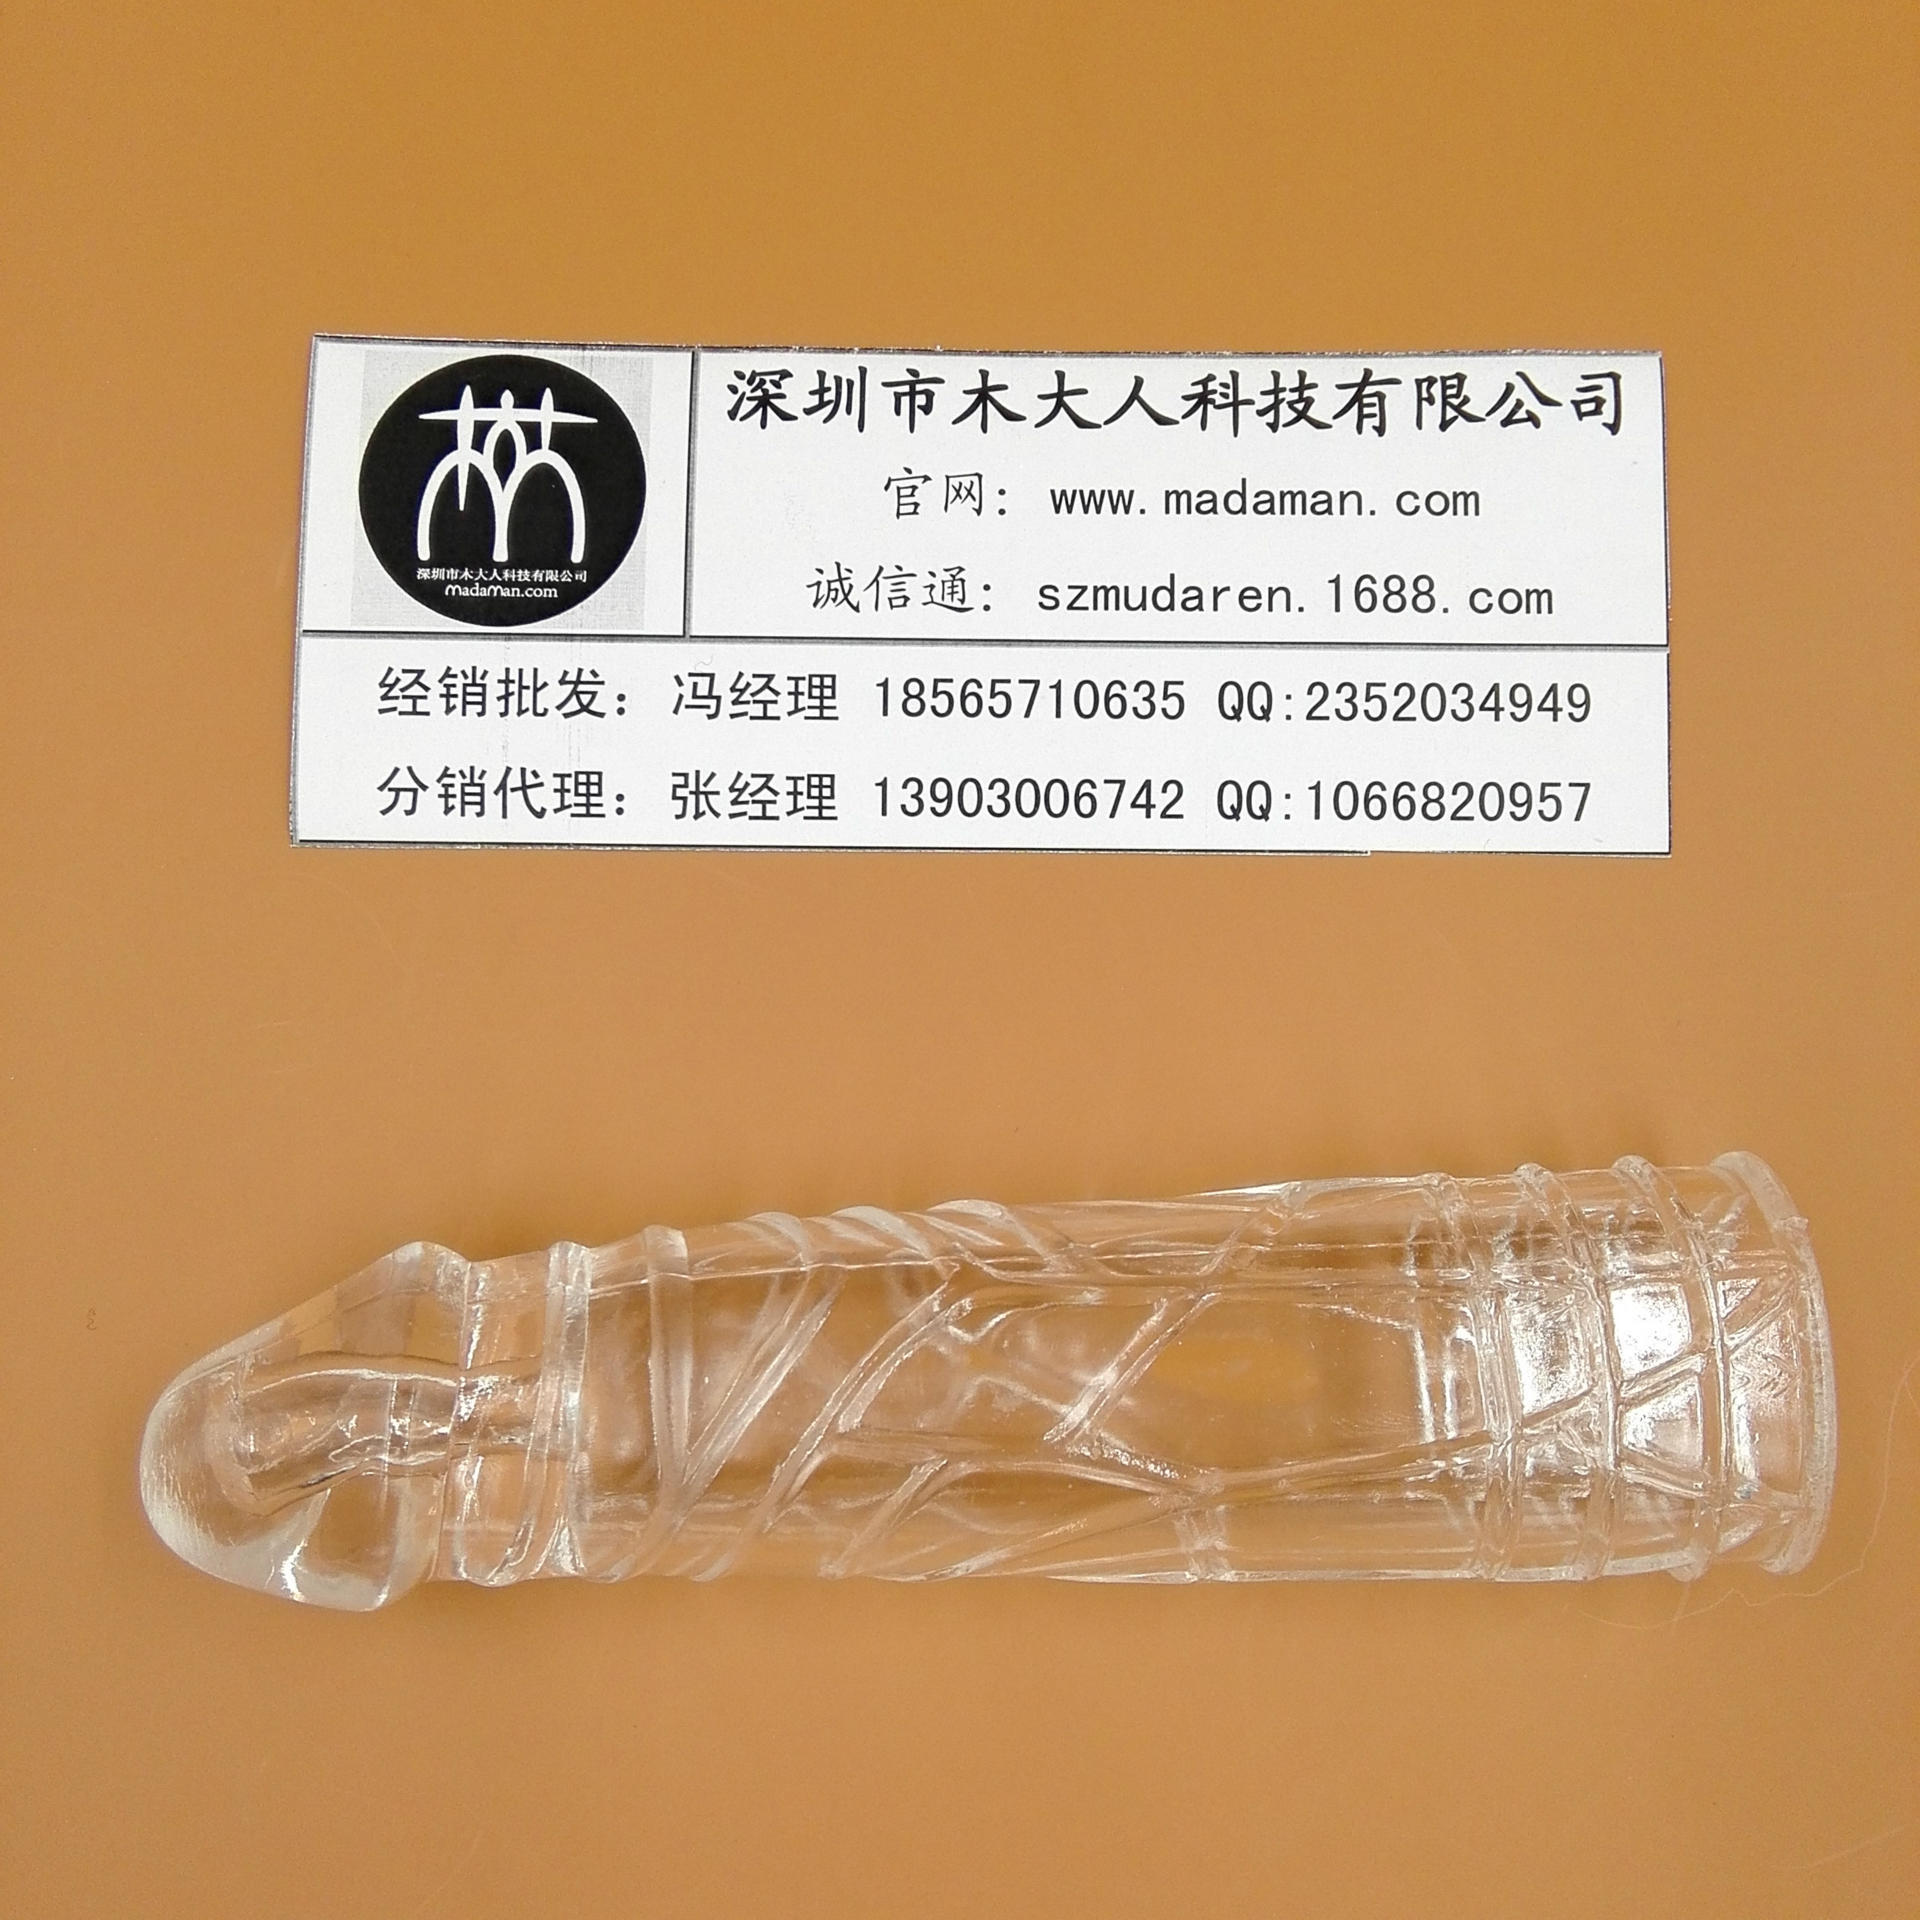 深圳市木大人科技有限公司
madaman.com
深圳市木大人科技有限公司
官网: www.madaman.com
诚信通: szmudaren.1688.com
经销批发: 冯经理 18565710635 QQ:2352034949
分销代理: 张经理 13903006742 QQ:1066820957